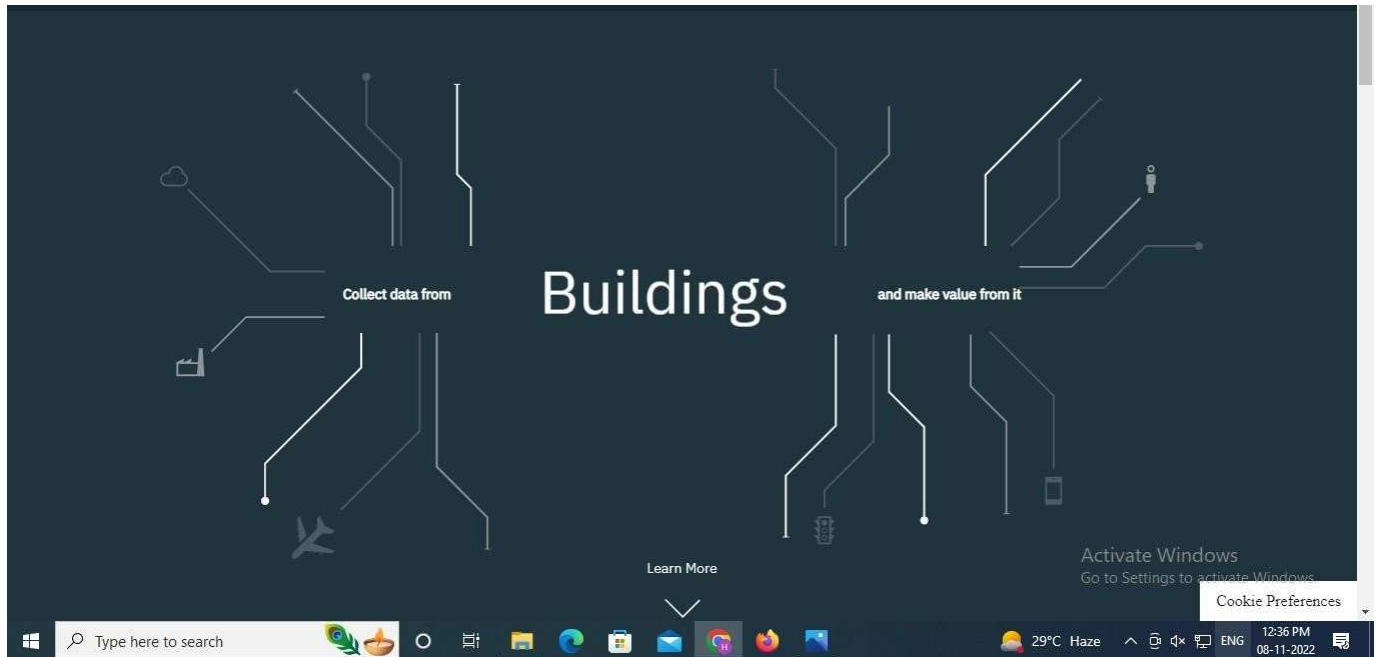 Collect data from
Buildings
and make value from it
Learn More
Activate Windows
Go to Settings to activate Windows.
Cookie Preferences
Type here to search
H
29°C Haze
ENG
12:36 PM
08-11-2022